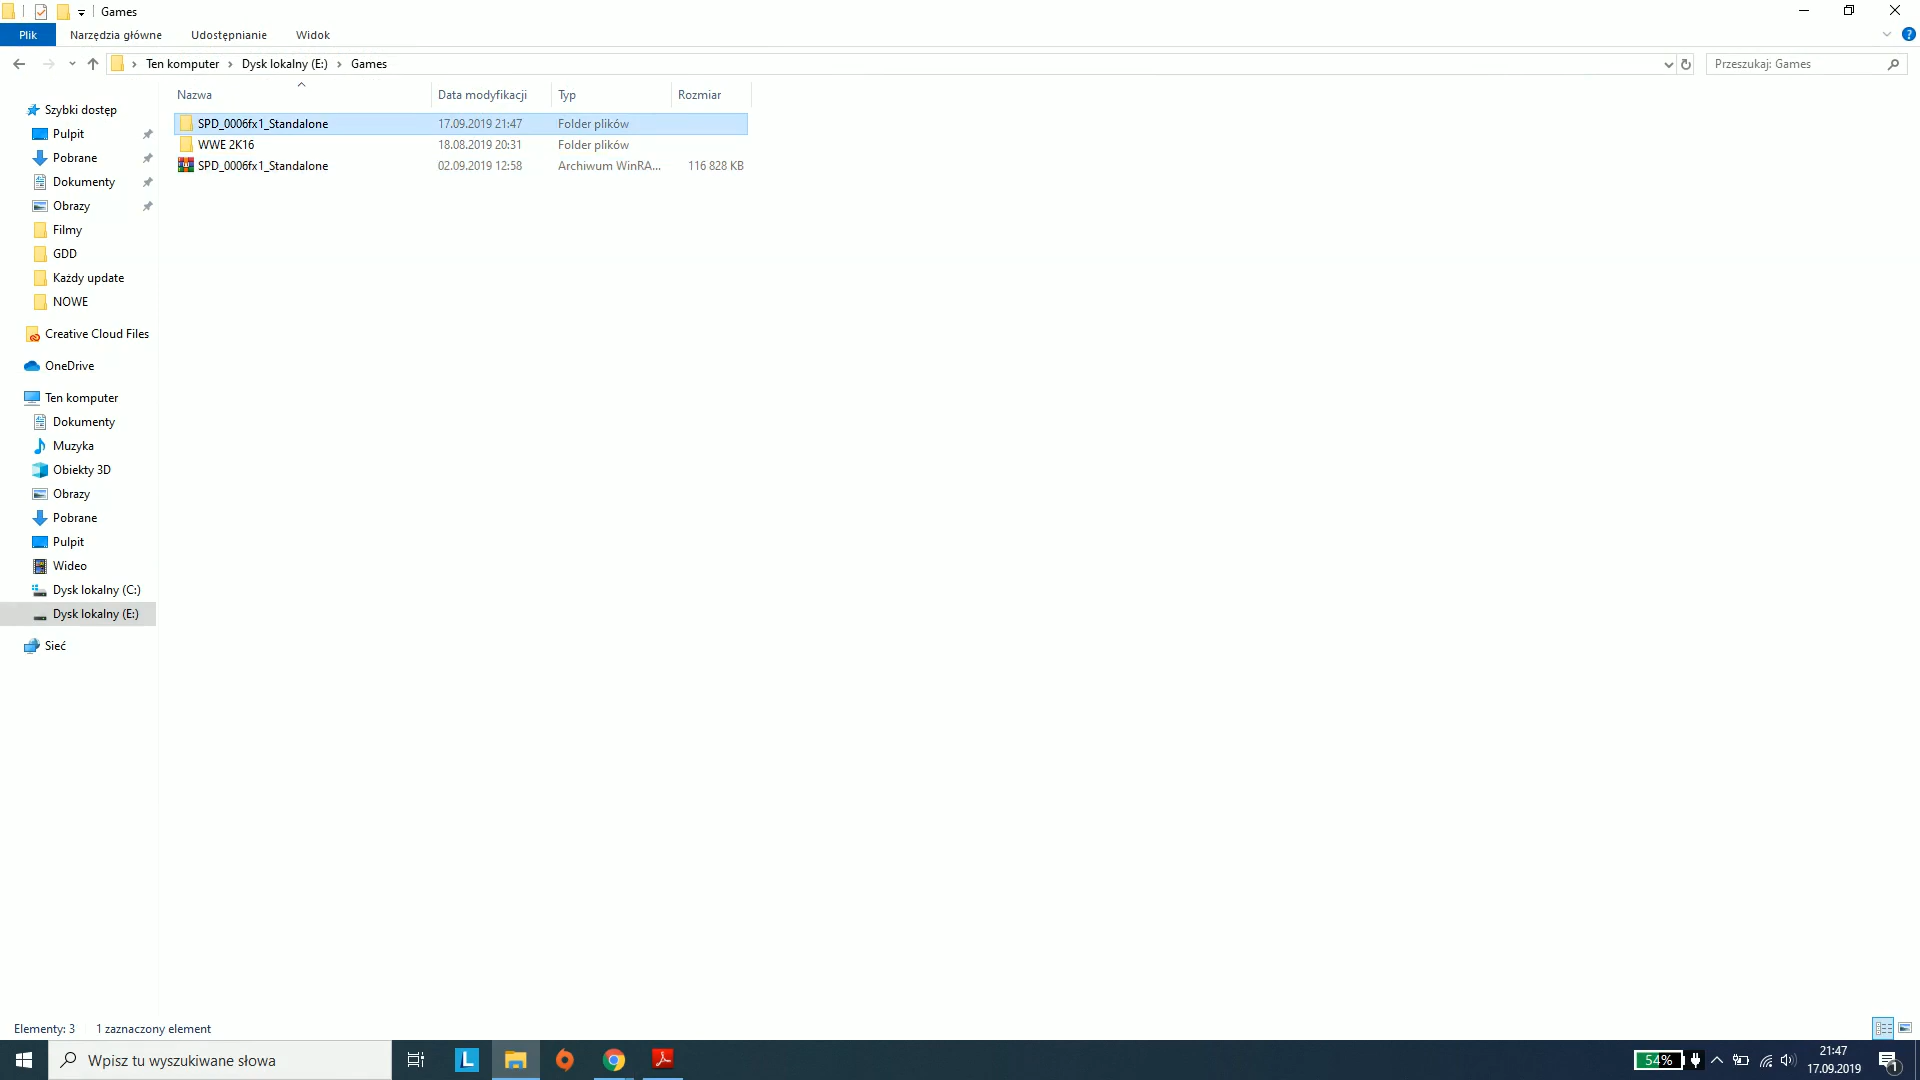 Games
Plik Narzędzia główne Udostępnianie Widok
Ten komputer Dysk lokalny (E:) Games Przeszukaj: Games
Nazwa Data modyfikacji Typ Rozmiar
SPD_0006fx1_Standalone 17.09.2019 21:47 Folder plików
WWE 2K16 18.08.2019 20:31 Folder plików
SPD_0006fx1_Standalone 02.09.2019 12:58 Archiwum WinRA... 116 828 KB
Szybki dostęp
Pulpit
Pobrane
Dokumenty
Obrazy
Filmy
GDD
Każdy update
NOWE
Creative Cloud Files
OneDrive
Ten komputer
Dokumenty
Muzyka
Obiekty 3D
Obrazy
Pobrane
Pulpit
Wideo
Dysk lokalny (C:)
Dysk lokalny (E:)
Sieć
Elementy: 3 1 zaznaczony element
Wpisz tu wyszukiwane słowa
L
54%
21:47
17.09.2019
1